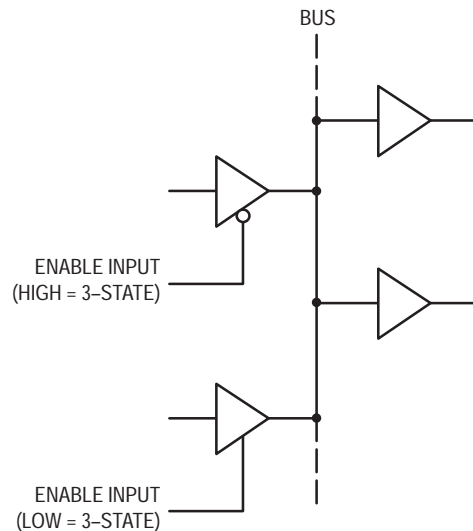 BUS
ENABLE INPUT
(HIGH = 3–STATE)
ENABLE INPUT
(LOW = 3–STATE)